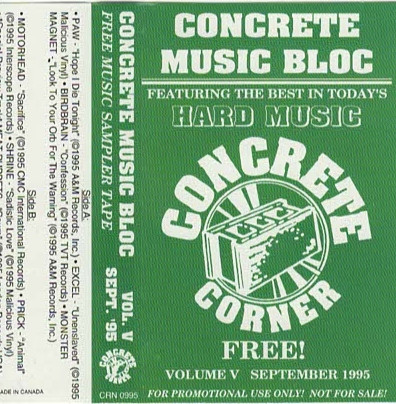 CONCRETE
MUSIC BLOC
FEATURING THE BEST IN TODAY'S
HARD MUSIC
CONCRETE
CORNER
FREE!
VOLUME V SEPTEMBER 1995
FOR PROMOTIONAL USE ONLY! NOT FOR SALE!
CONCRETE MUSIC BLOC VOL. V
FREE MUSIC SAMPLER TAPE SEPT. '95
CONCRETE
CORNER
CRN 0995
Side A:
• PAW - "Hope I Die Tonight" (©1995 A&M Records, Inc.) • EXCEL - "Unenslaved" (©1995
Malicious Vinyl) • BIRDBRAIN - "Confession" (©1995 TVT Records) • MONSTER
MAGNET - "Look To Your Orb For The Warning" (©1995 A&M Records, Inc.)
Side B:
• MOTORHEAD - "Sacrifice" (©1995 CMC International Records) • PRICK - "Animal"
(©1995 Interscope Records) • SHRINE - "Sadistic Love" (©1995 Malicious Vinyl)
MADE IN CANADA